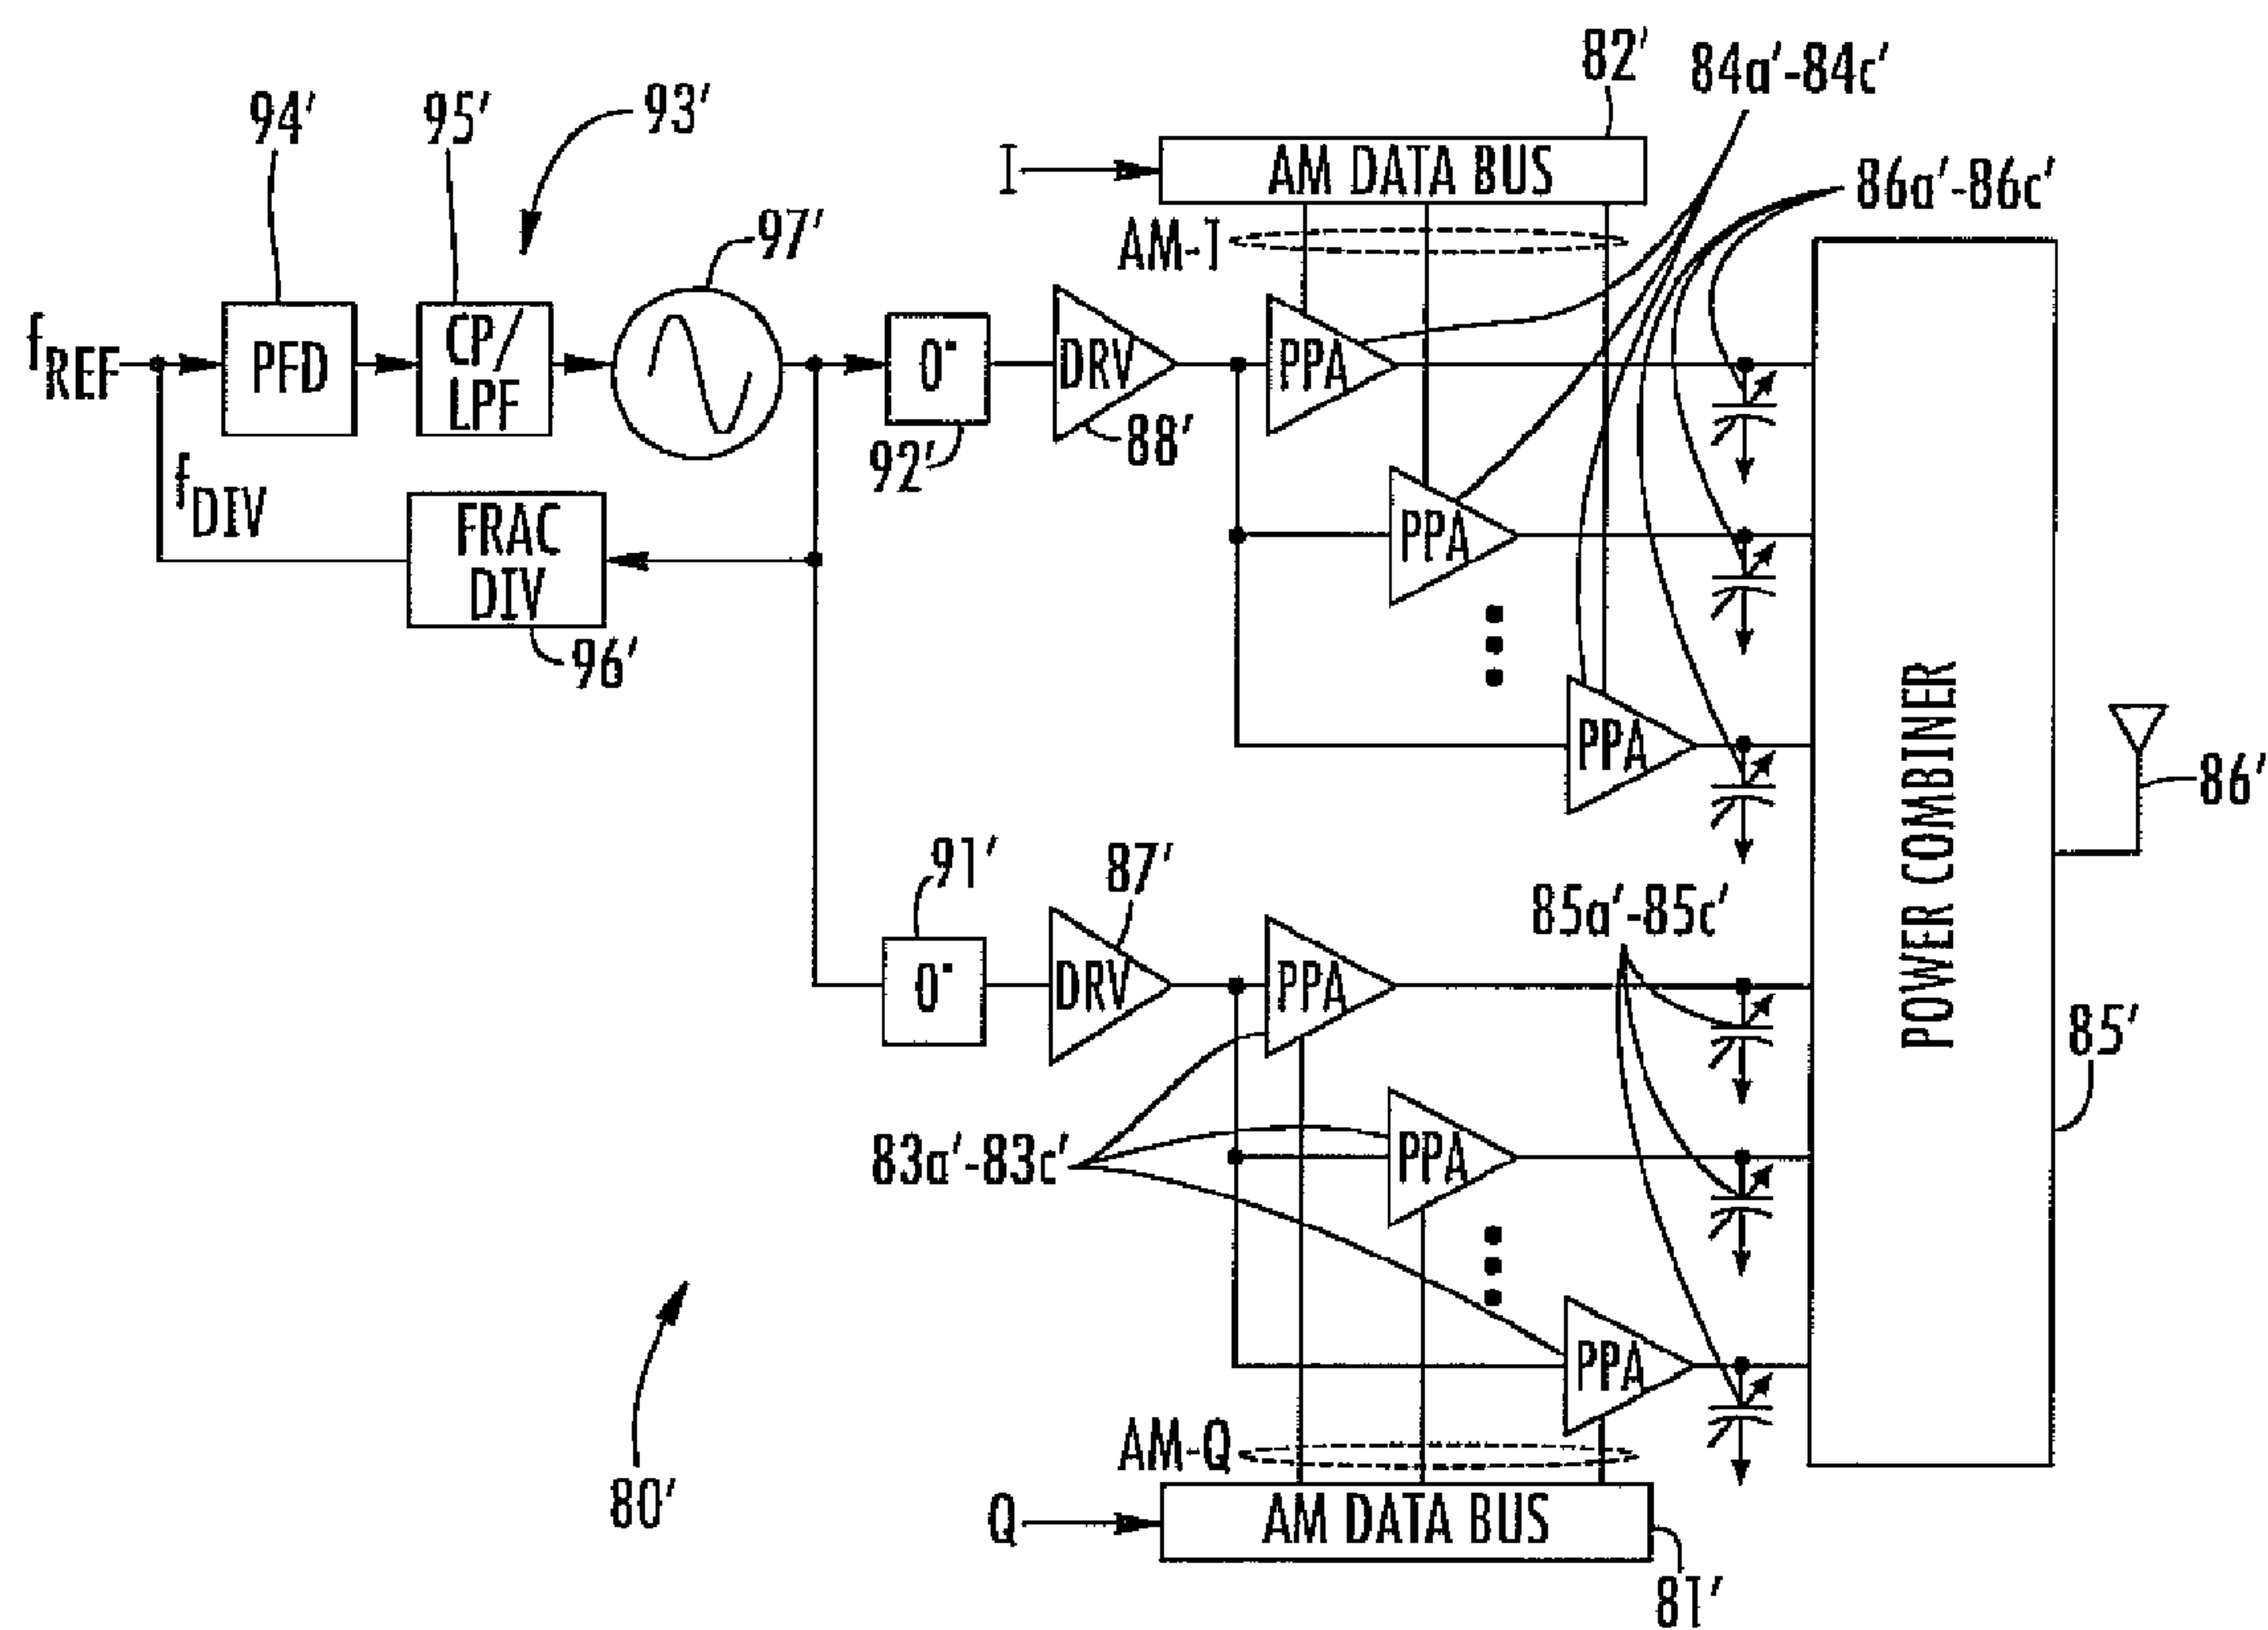 82'
84a'-84c'
94'
95'
93'
I
AM DATA BUS
86a'-86c'
97'
AM-I
fREF
PFD
CP/
LPF
0°
DRV
PPA
92'
88'
fDIV
FRAC
DIV
PPA
96'
PPA
POWER COMBINER
86'
91'
87'
85a'-85c'
0°
DRV
PPA
85'
83a'-83c'
PPA
PPA
AM-Q
80'
Q
AM DATA BUS
81'